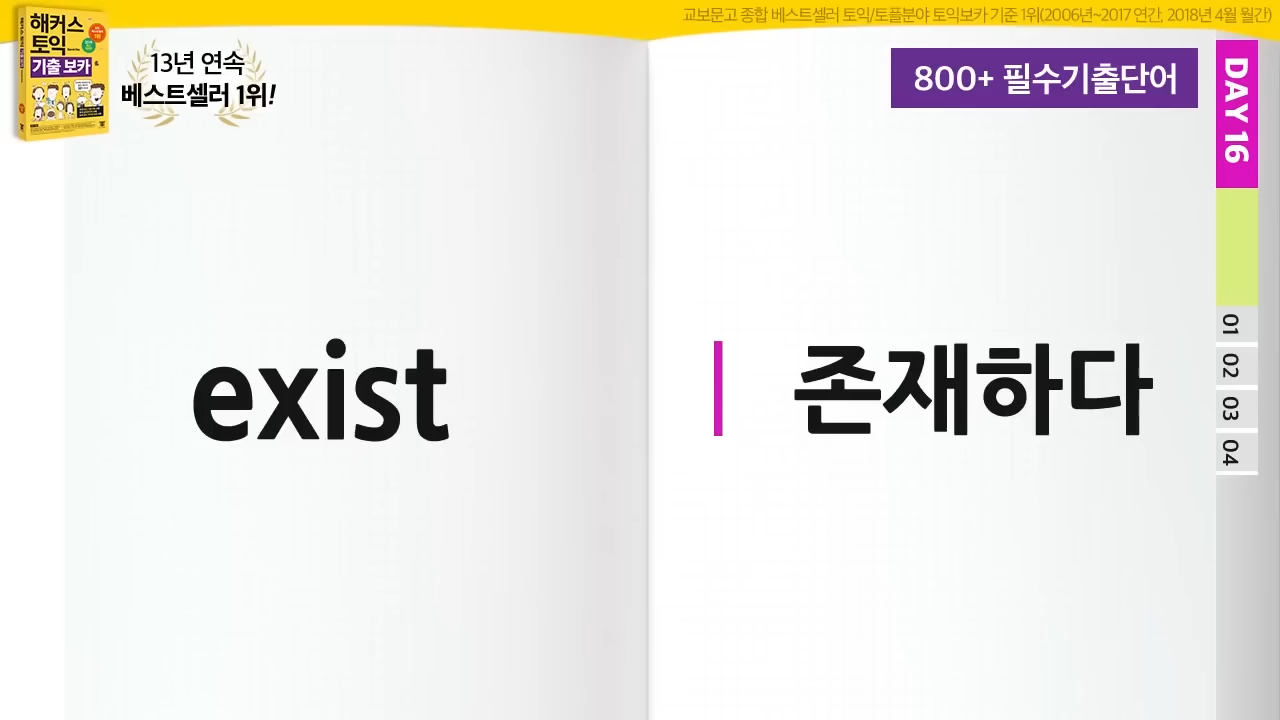 교보문고 종합 베스트셀러 토익/토플분야 토익보카 기준 1위(2006년~2017 연간, 2018년 4월 월간)
해커스
토익
기출 보카
13년 연속
베스트셀러 1위!
800+ 필수기출단어
DAY 16
exist
존재하다
01
02
03
04